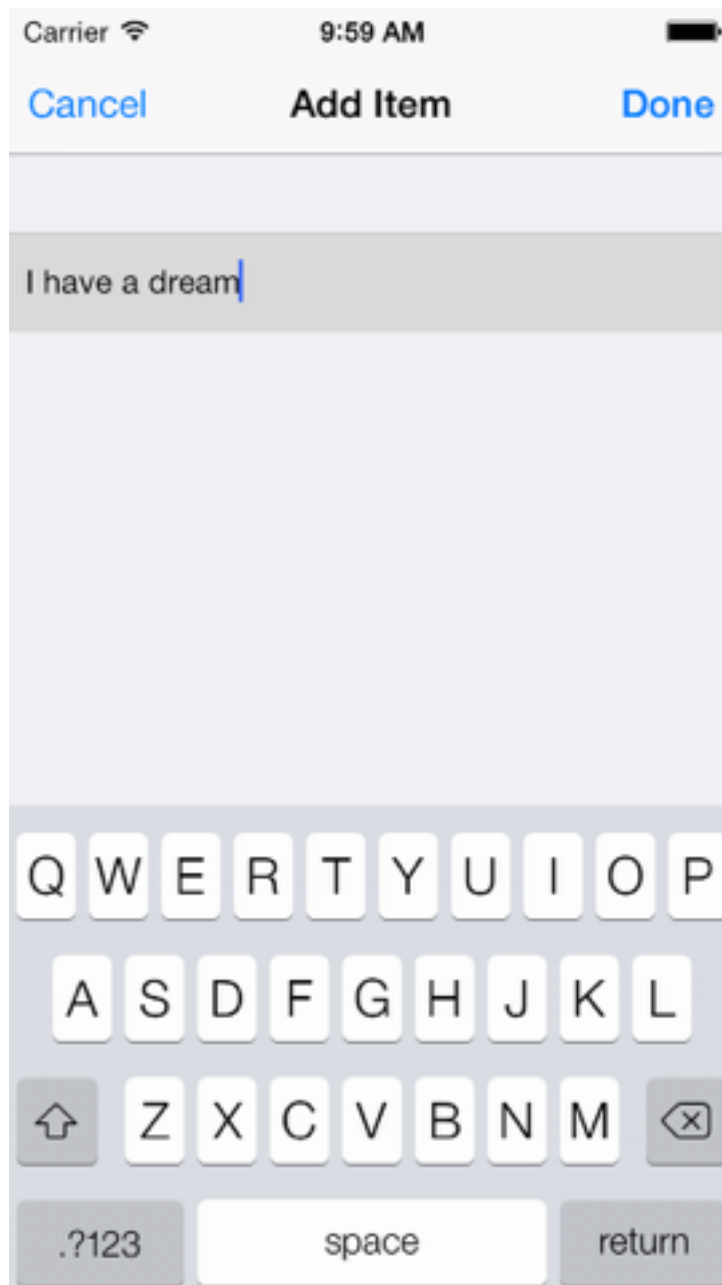 Carrier 9:59 AM
Cancel Add Item Done
I have a dream
Q W E R T Y U I O P
A S D F G H J K L
Z X C V B N M
.?123 space return